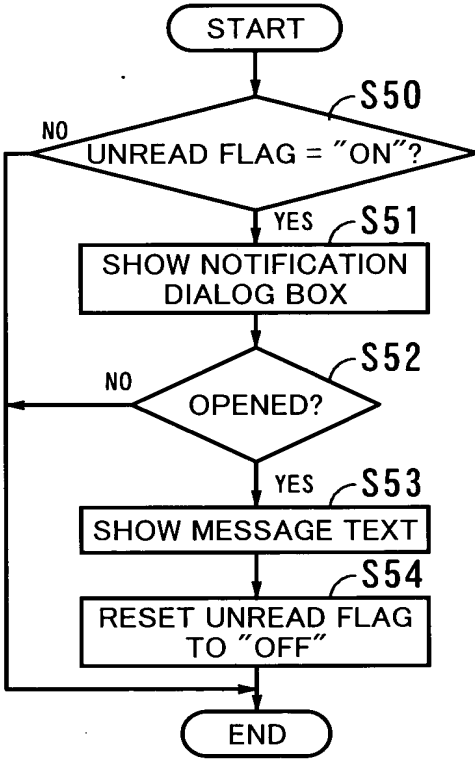 START
S50
NO
UNREAD FLAG = "ON"?
YES
S51
SHOW NOTIFICATION
DIALOG BOX
S52
NO
OPENED?
YES
S53
SHOW MESSAGE TEXT
S54
RESET UNREAD FLAG
TO "OFF"
END